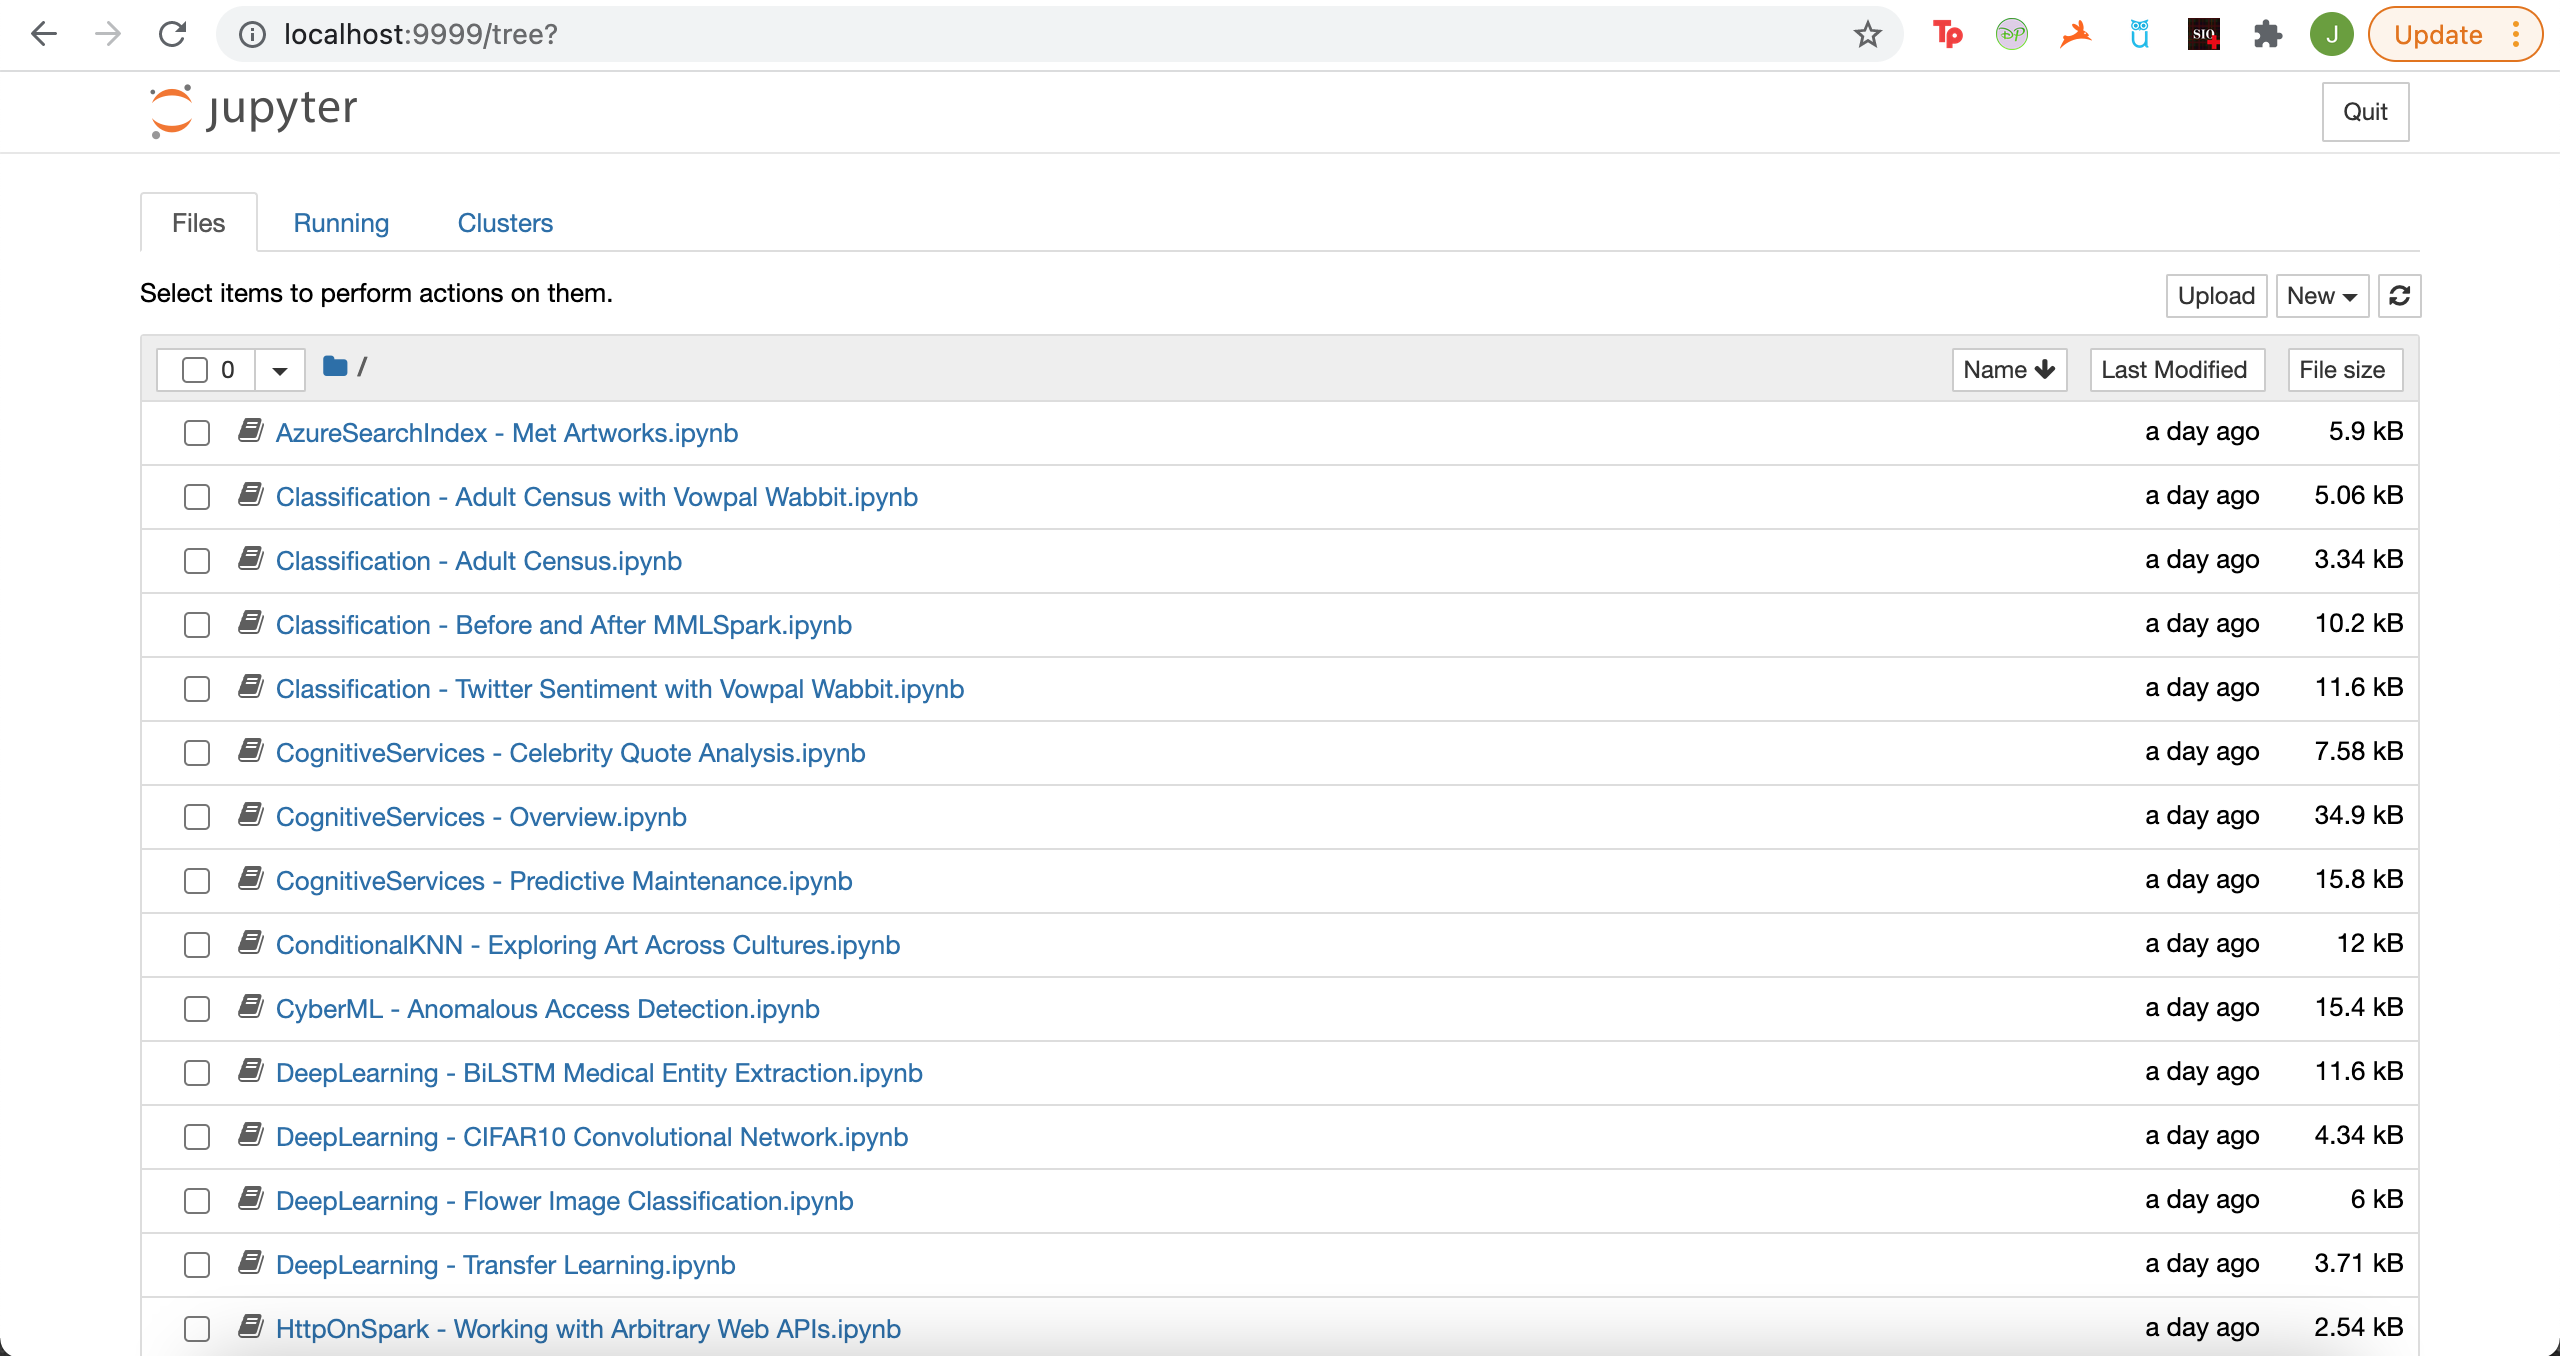 localhost:9999/tree?
Tp
DP
SIO
J
Update
jupyter
Quit
Files
Running
Clusters
Select items to perform actions on them.
Upload
New
0
/
Name
Last Modified
File size
AzureSearchIndex - Met Artworks.ipynb a day ago 5.9 kB
Classification - Adult Census with Vowpal Wabbit.ipynb a day ago 5.06 kB
Classification - Adult Census.ipynb a day ago 3.34 kB
Classification - Before and After MMLSpark.ipynb a day ago 10.2 kB
Classification - Twitter Sentiment with Vowpal Wabbit.ipynb a day ago 11.6 kB
CognitiveServices - Celebrity Quote Analysis.ipynb a day ago 7.58 kB
CognitiveServices - Overview.ipynb a day ago 34.9 kB
CognitiveServices - Predictive Maintenance.ipynb a day ago 15.8 kB
ConditionalKNN - Exploring Art Across Cultures.ipynb a day ago 12 kB
CyberML - Anomalous Access Detection.ipynb a day ago 15.4 kB
DeepLearning - BiLSTM Medical Entity Extraction.ipynb a day ago 11.6 kB
DeepLearning - CIFAR10 Convolutional Network.ipynb a day ago 4.34 kB
DeepLearning - Flower Image Classification.ipynb a day ago 6 kB
DeepLearning - Transfer Learning.ipynb a day ago 3.71 kB
HttpOnSpark - Working with Arbitrary Web APIs.ipynb a day ago 2.54 kB